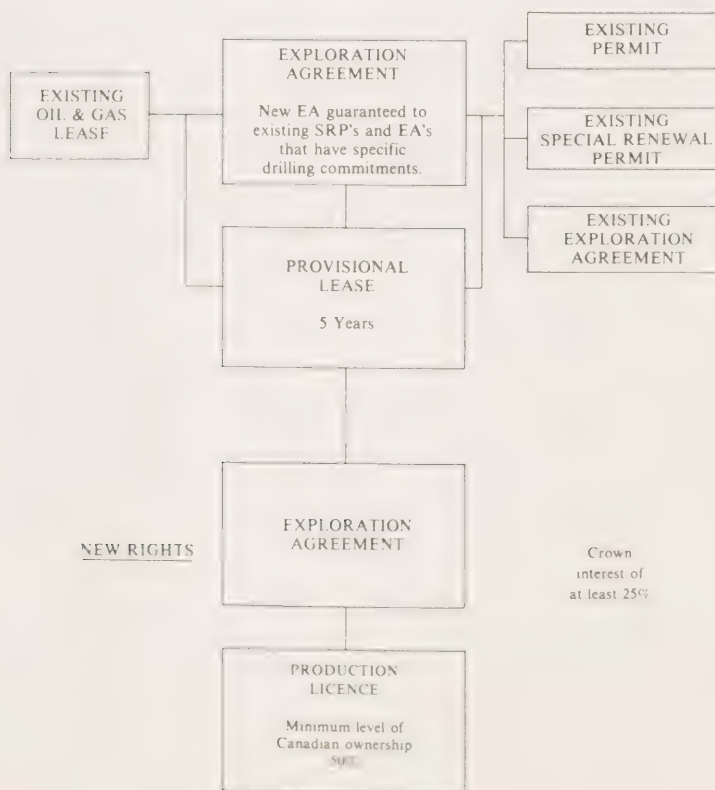 EXISTING
OIL & GAS
LEASE
EXPLORATION
AGREEMENT
New EA guaranteed to
existing SRP's and EA's
that have specific
drilling commitments.
EXISTING
PERMIT
EXISTING
SPECIAL RENEWAL
PERMIT
EXISTING
EXPLORATION
AGREEMENT
PROVISIONAL
LEASE
5 Years
NEW RIGHTS
EXPLORATION
AGREEMENT
Crown
interest of
at least 25%
PRODUCTION
LICENCE
Minimum level of
Canadian ownership